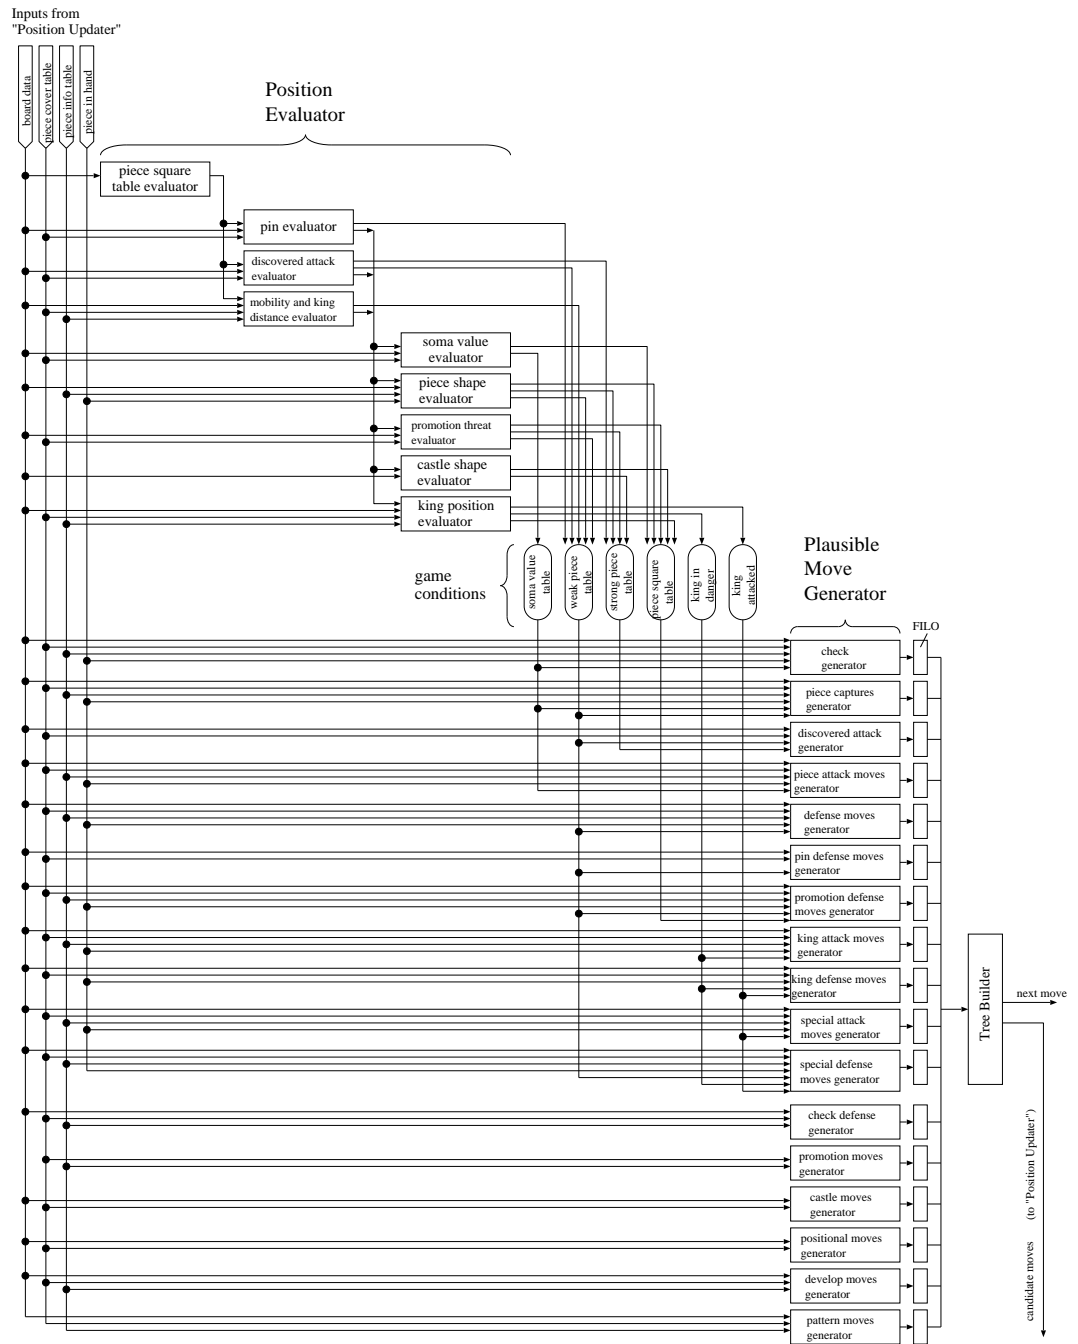 Inputs from
"Position Updater"
board data
piece cover table
piece info table
piece in hand
Position
Evaluator
piece square
table evaluator
pin evaluator
discovered attack
evaluator
mobility and king
distance evaluator
soma value
evaluator
piece shape
evaluator
promotion threat
evaluator
castle shape
evaluator
king position
evaluator
game
conditions
soma value
table
weak piece
table
strong piece
table
piece square
table
king in
danger
king
attacked
Plausible
Move
Generator
FILO
check
generator
piece captures
generator
discovered attack
generator
piece attack moves
generator
defense moves
generator
pin defense moves
generator
promotion defense
moves generator
king attack moves
generator
king defense moves
generator
special attack
moves generator
special defense
moves generator
check defense
generator
promotion moves
generator
castle moves
generator
positional moves
generator
develop moves
generator
pattern moves
generator
Tree Builder
next move
candidate moves (to "Position Updater")